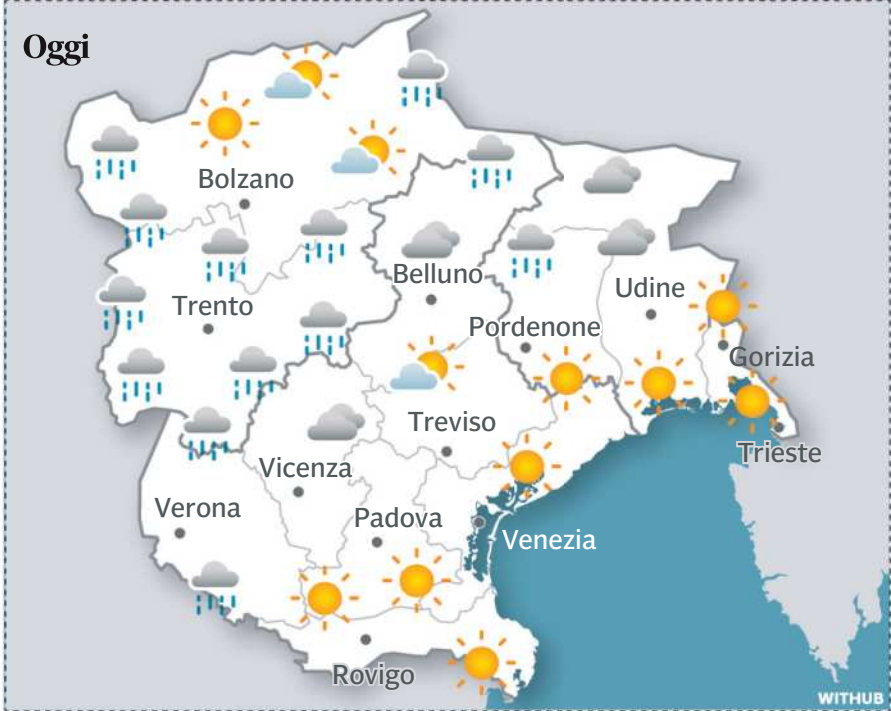 Oggi
Bolzano
Belluno
Trento
Udine
Pordenone
Gorizia
Treviso
Trieste
Vicenza
Verona
Padova
Venezia
Rovigo
WITHUB